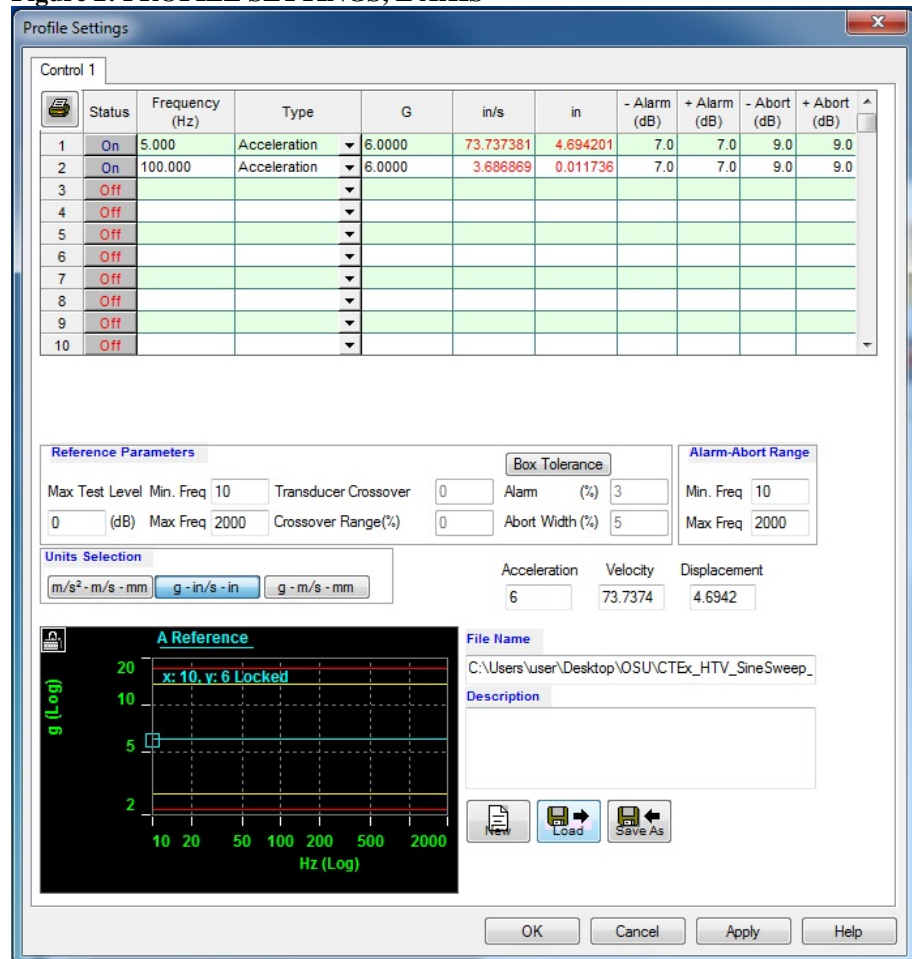 Profile Settings
Control 1
Status Frequency (Hz) Type G in/s in - Alarm (dB) + Alarm (dB) - Abort (dB) + Abort (dB)
1 On 5.000 Acceleration 6.0000 73.737381 4.694201 7.0 7.0 9.0 9.0
2 On 100.000 Acceleration 6.0000 3.686869 0.011736 7.0 7.0 9.0 9.0
3 Off
4 Off
5 Off
6 Off
7 Off
8 Off
9 Off
10 Off
Reference Parameters
Box Tolerance
Alarm-Abort Range
Max Test Level Min. Freq 10 Transducer Crossover 0 Alarm (%) 3 Min. Freq 10
0 (dB) Max Freq 2000 Crossover Range(%) 0 Abort Width (%) 5 Max Freq 2000
Units Selection
m/s² - m/s - mm g - in/s - in g - m/s - mm
Acceleration Velocity Displacement
6 73.7374 4.6942
A Reference
x: 10, y: 6 Locked
g (Log)
20
10
5
2
10 20 50 100 200 500 2000
Hz (Log)
File Name
C:\Users\user\Desktop\OSU\CTEx_HTV_SineSweep_
Description
New Load Save As
OK Cancel Apply Help